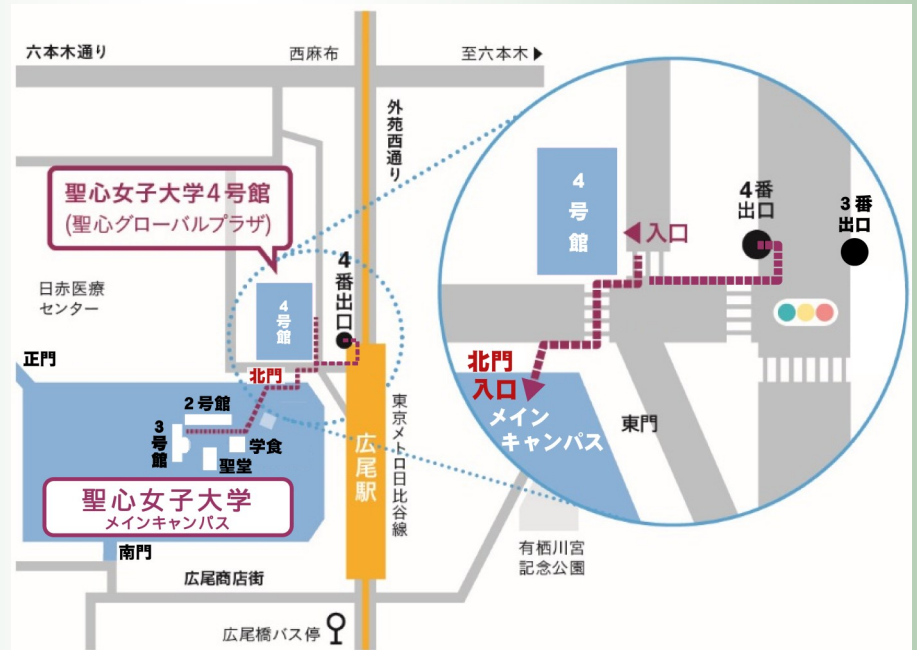 六本木通り
西麻布
至六本木▶
外苑西通り
聖心女子大学4号館
(聖心グローバルプラザ)
日赤医療
センター
4番出口
4号館
正門
北門
2号館
3号館
学食
聖堂
聖心女子大学
メインキャンパス
南門
広尾駅
東京メトロ日比谷線
広尾商店街
広尾橋バス停
有栖川宮
記念公園
4号館
入口
4番
出口
3番
出口
北門
入口
メイン
キャンパス
東門